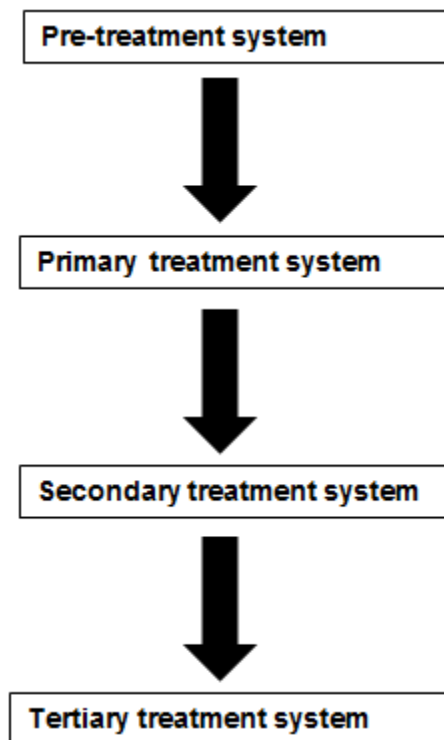 Pre-treatment system
Primary treatment system
Secondary treatment system
Tertiary treatment system